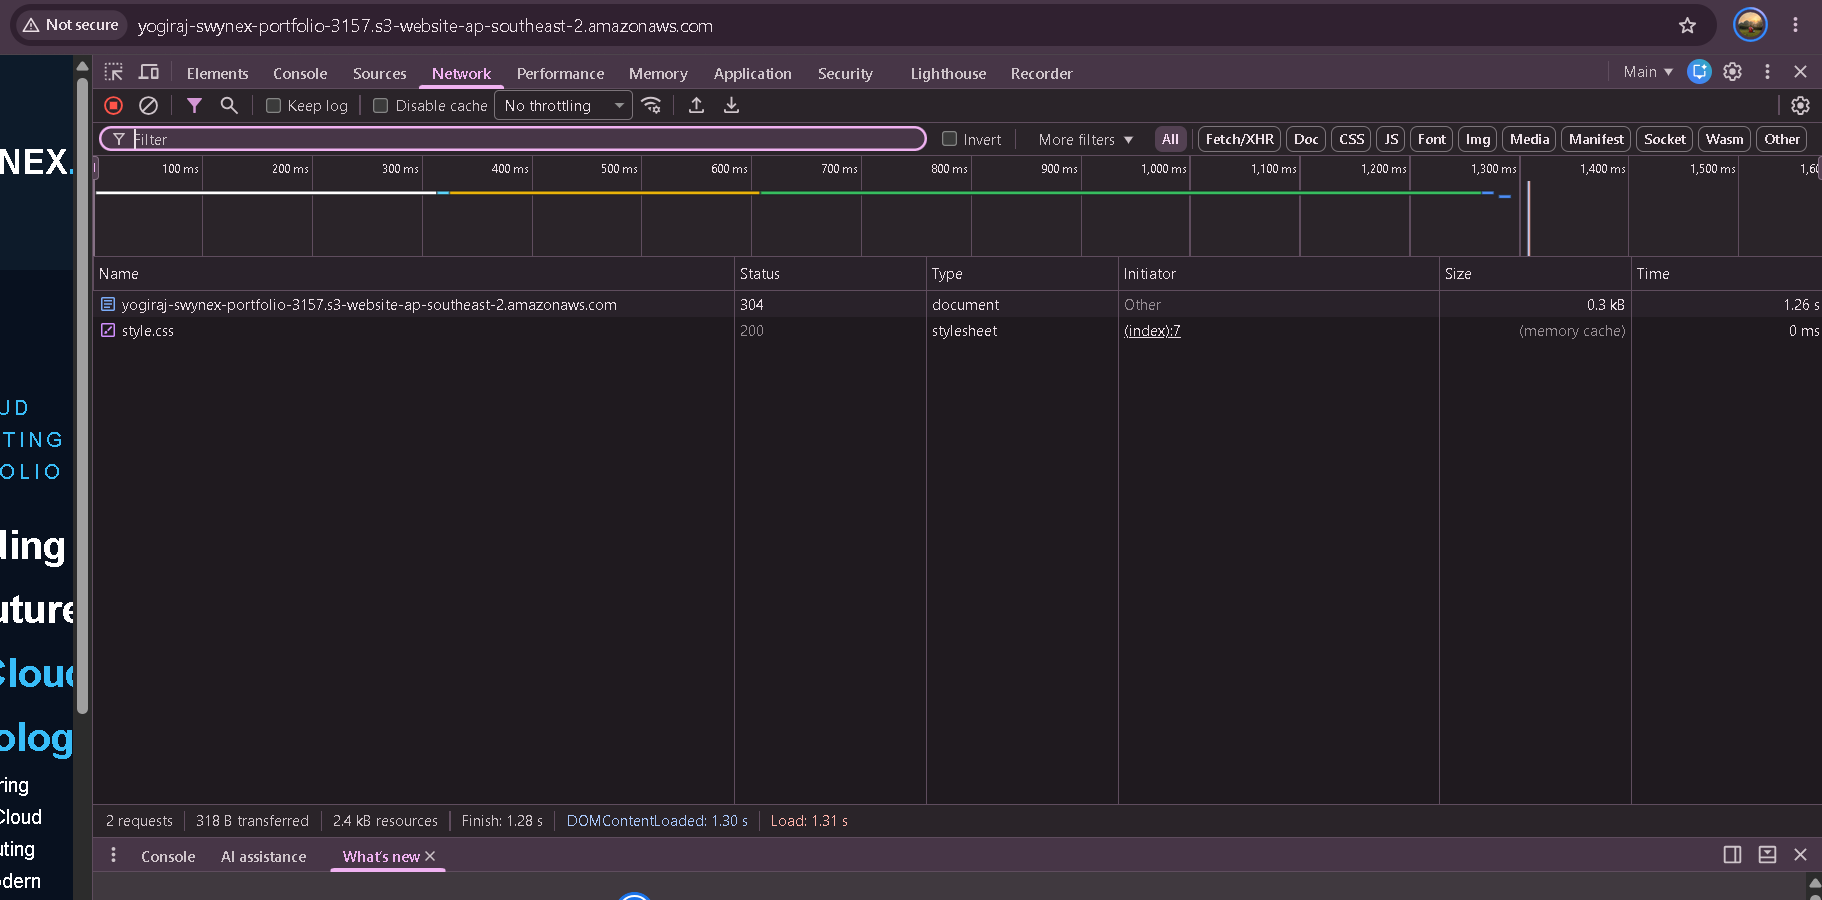 Not secure yogiraj-swynex-portfolio-3157.s3-website-ap-southeast-2.amazonaws.com
Elements Console Sources Network Performance Memory Application Security Lighthouse Recorder Main
Keep log Disable cache No throttling
Filter Invert More filters All Fetch/XHR Doc CSS JS Font Img Media Manifest Socket Wasm Other
100 ms 200 ms 300 ms 400 ms 500 ms 600 ms 700 ms 800 ms 900 ms 1,000 ms 1,100 ms 1,200 ms 1,300 ms 1,400 ms 1,500 ms
Name Status Type Initiator Size Time
yogiraj-swynex-portfolio-3157.s3-website-ap-southeast-2.amazonaws.com 304 document Other 0.3 kB 1.26 s
style.css 200 stylesheet (index):7 (memory cache) 0 ms
2 requests 318 B transferred 2.4 kB resources Finish: 1.28 s DOMContentLoaded: 1.30 s Load: 1.31 s
Console AI assistance What's new
NEX.
UD
TING
OLIO
ling
uture
Cloud
olog
ring
Cloud
uting
odern